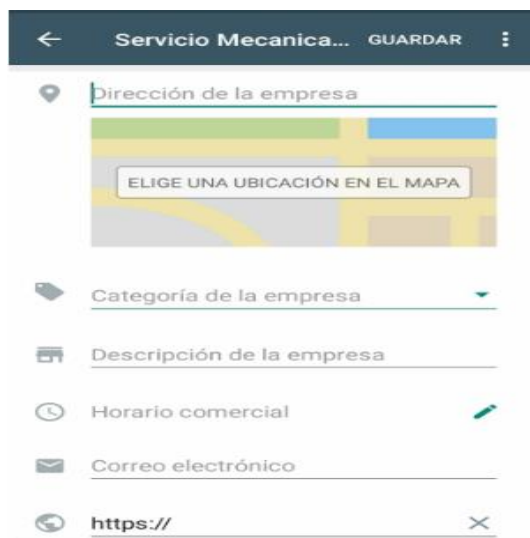 Servicio Mecanica... GUARDAR
Dirección de la empresa
ELIGE UNA UBICACIÓN EN EL MAPA
Categoría de la empresa
Descripción de la empresa
Horario comercial
Correo electrónico
https://